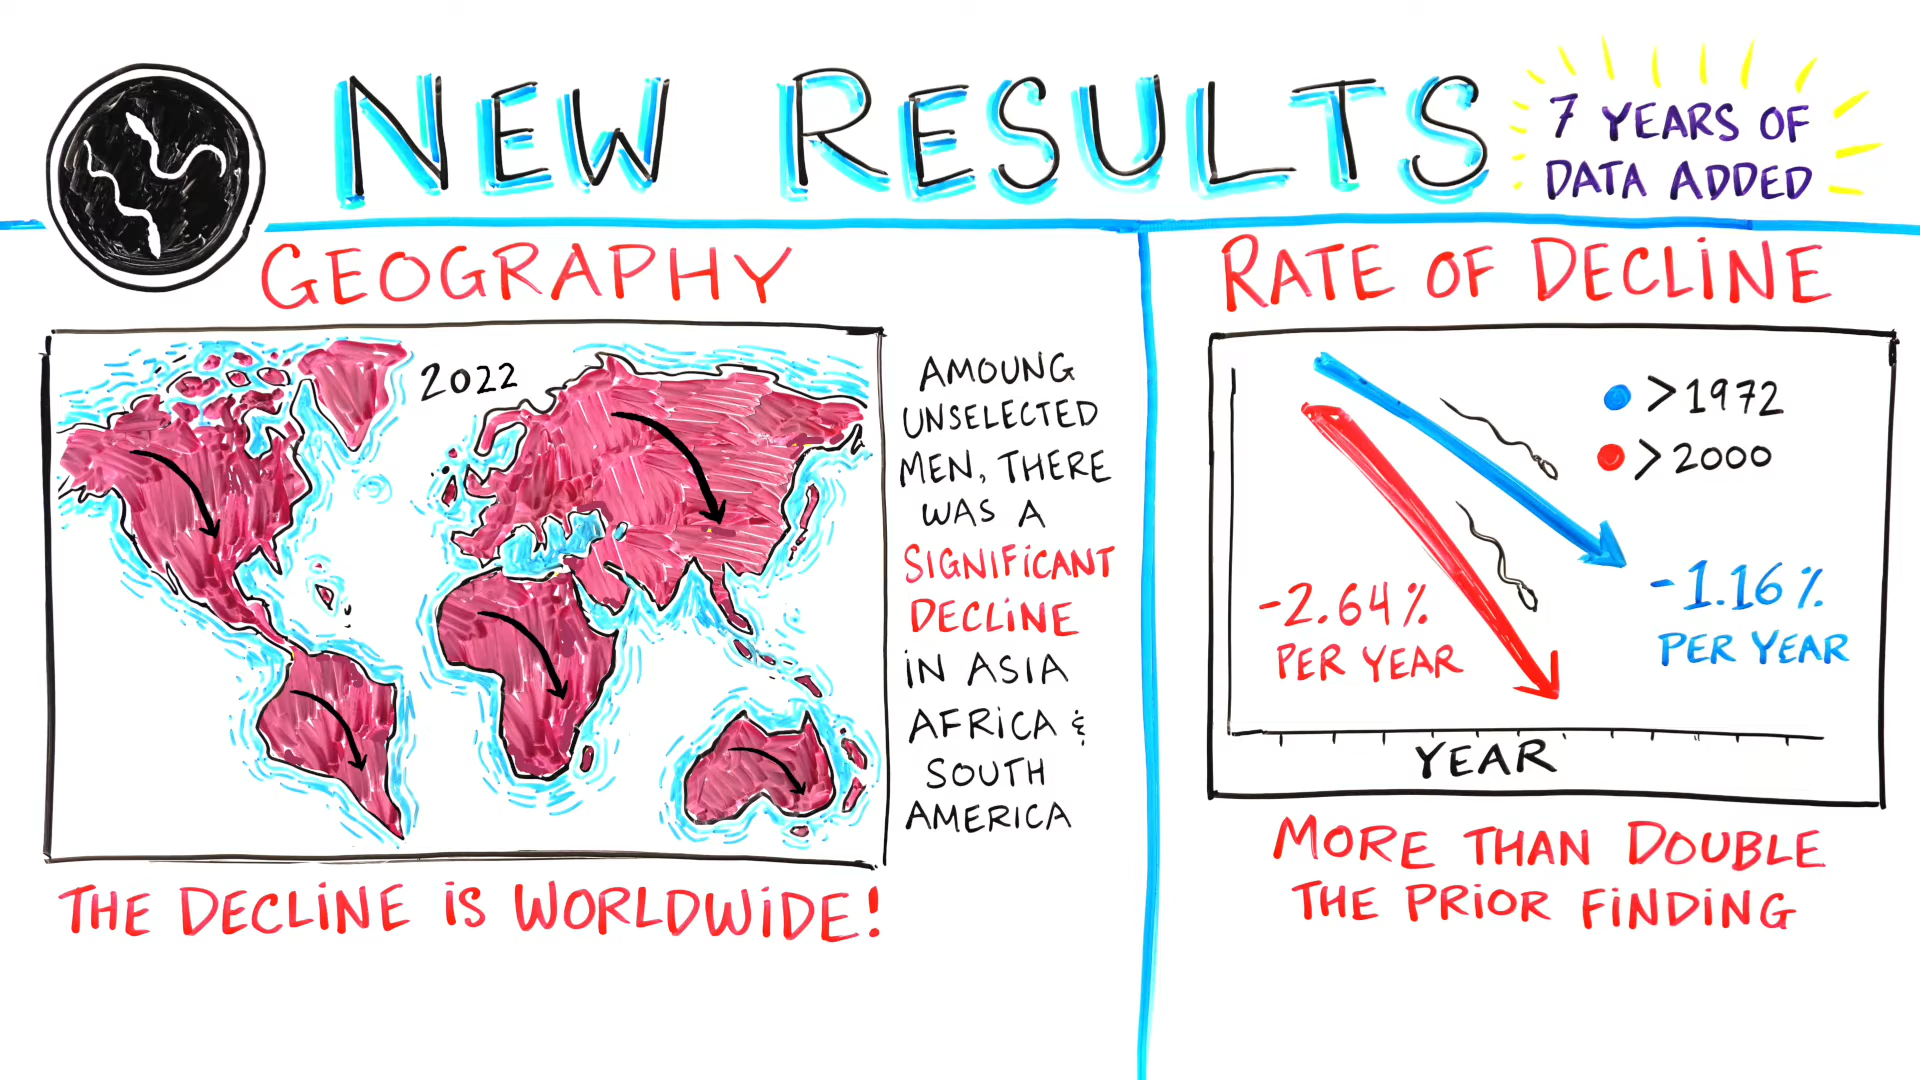 NEW RESULTS
7 YEARS OF
DATA ADDED
GEOGRAPHY
2022
AMOUNG
UNSELECTED
MEN, THERE
WAS A
SIGNIFICANT
DECLINE
IN ASIA
AFRICA &
SOUTH
AMERICA
THE DECLINE IS WORLDWIDE!
RATE OF DECLINE
>1972
>2000
-2.64%
PER YEAR
-1.16%
PER YEAR
YEAR
MORE THAN DOUBLE
THE PRIOR FINDING